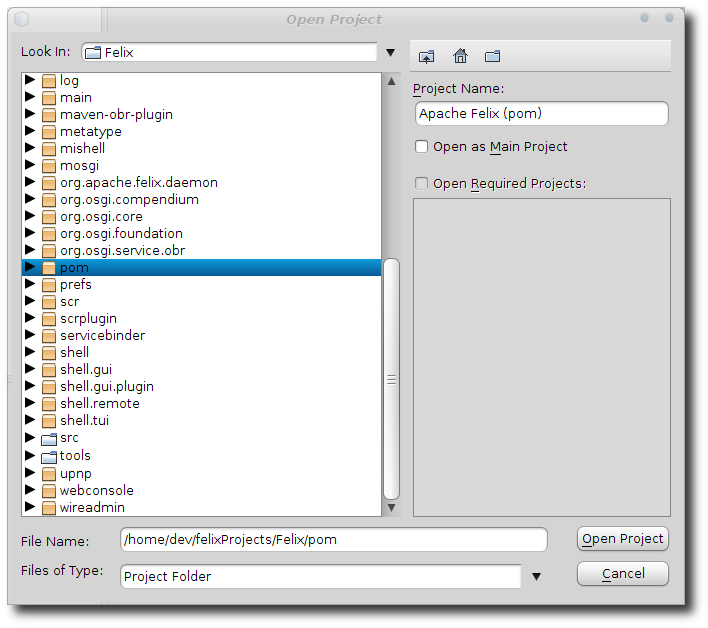 Open Project
Look In: Felix
log
main
maven-obr-plugin
metatype
mishell
mosgi
org.apache.felix.daemon
org.osgi.compendium
org.osgi.core
org.osgi.foundation
org.osgi.service.obr
pom
prefs
scr
scrplugin
servicebinder
shell
shell.gui
shell.gui.plugin
shell.remote
shell.tui
src
tools
upnp
webconsole
wireadmin
Project Name:
Apache Felix (pom)
Open as Main Project
Open Required Projects:
File Name: /home/dev/felixProjects/Felix/pom
Open Project
Files of Type: Project Folder
Cancel